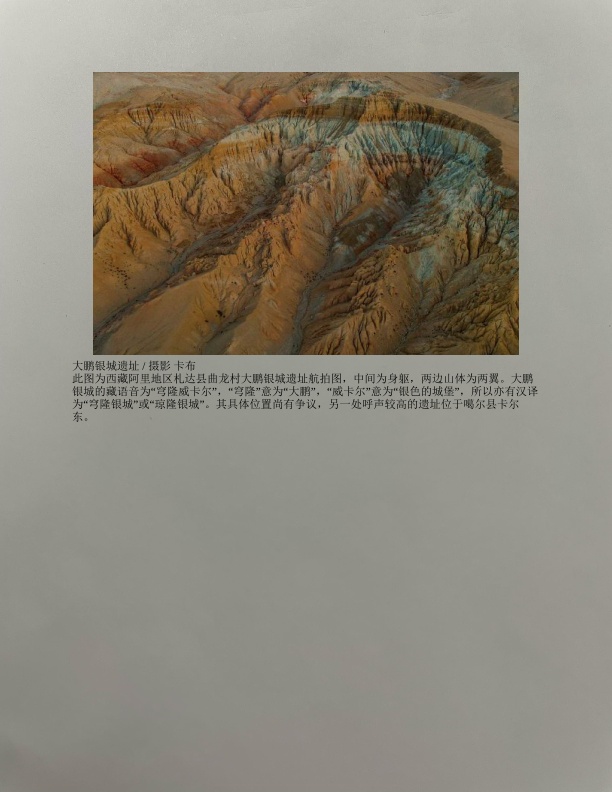 大鹏银城遗址 / 摄影 卡布
此图为西藏阿里地区札达县曲龙村大鹏银城遗址航拍图，中间为身躯，两边山体为两翼。大鹏
银城的藏语音为“穹隆威卡尔”，“穹隆”意为“大鹏”，“威卡尔”意为“银色的城堡”，所以亦有汉译
为“穹隆银城”或“琼隆银城”。其具体位置尚有争议，另一处呼声较高的遗址位于噶尔县卡尔
东。